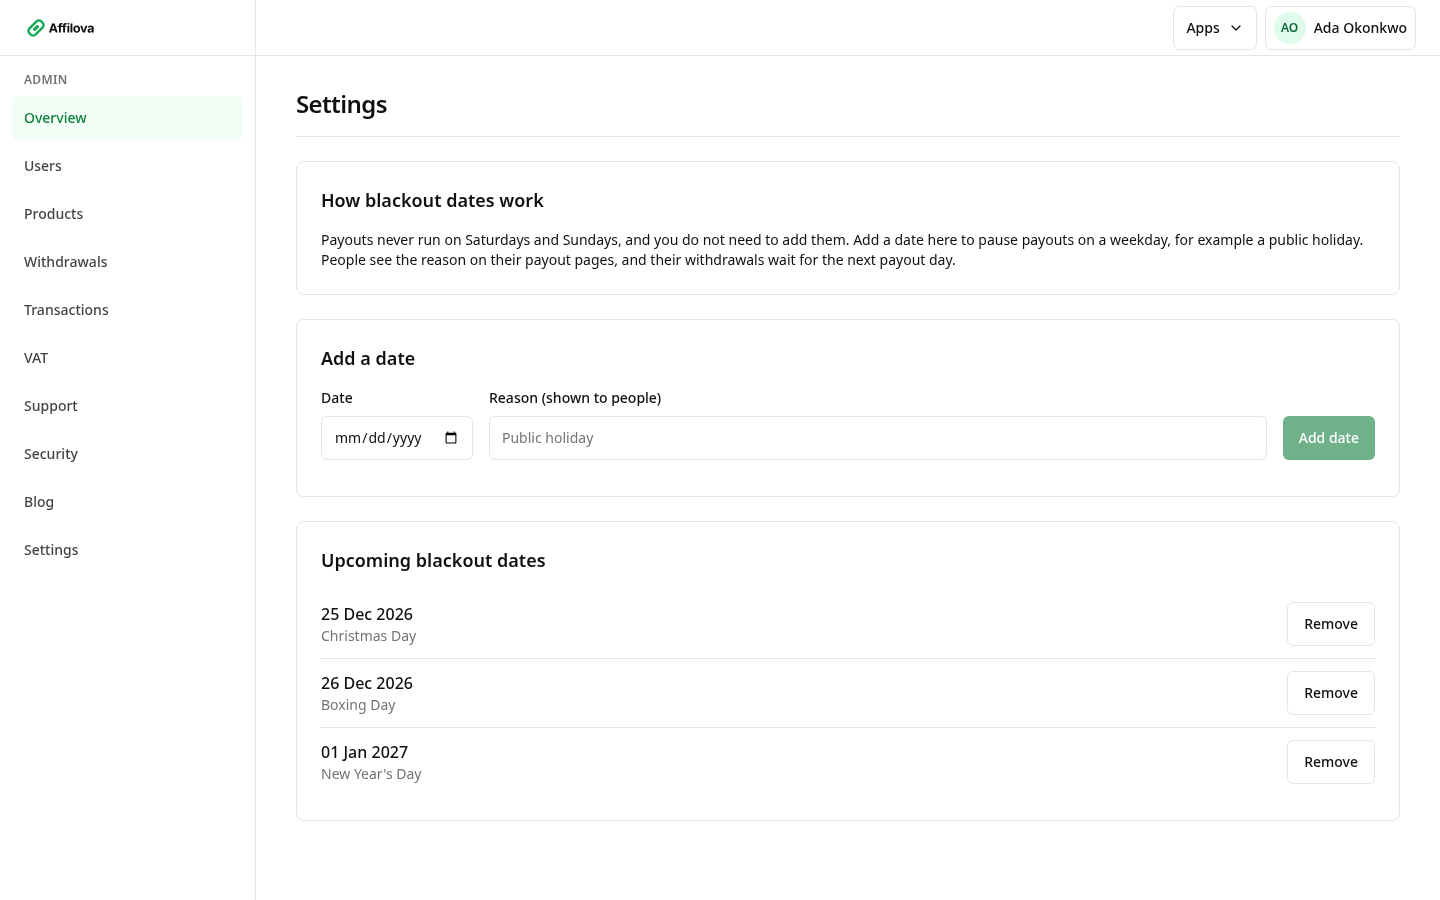 Affilova
Apps
AO
Ada Okonkwo
ADMIN
Overview
Users
Products
Withdrawals
Transactions
VAT
Support
Security
Blog
Settings
Settings
How blackout dates work
Payouts never run on Saturdays and Sundays, and you do not need to add them. Add a date here to pause payouts on a weekday, for example a public holiday.
People see the reason on their payout pages, and their withdrawals wait for the next payout day.
Add a date
Date
Reason (shown to people)
mm/dd/yyyy
Public holiday
Add date
Upcoming blackout dates
25 Dec 2026
Christmas Day
Remove
26 Dec 2026
Boxing Day
Remove
01 Jan 2027
New Year's Day
Remove